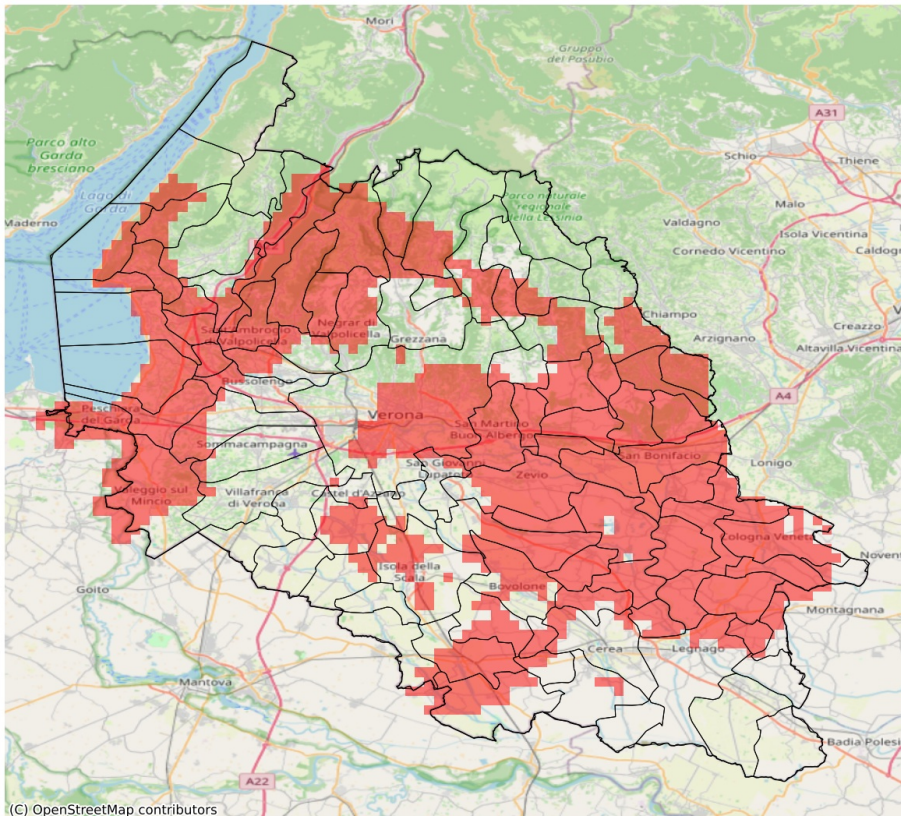 Mori
Gruppo
del Pasubio
A31
Schio
Thiene
Parco alto
Garda
bresciano
Malo
Lago di
Garda
Parco naturale
regionale
della Lessinia
Maderno
Valdagno
Isola Vicentina
Cornedo Vicentino
Chiampo
Creazzo
Sant'Ambrogio
di Valpolicella
Negrar di
Valpolicella
Grezzana
Arzignano
Altavilla Vicentina
Bussolengo
A4
Peschiera
del Garda
Verona
San Martino
Buon Albergo
Sommacampagna
San Bonifacio
Lonigo
San Giovanni
Lupatoto
Zevio
Valeggio sul
Mincio
Villafranca
di Verona
Castel d'Azzano
Cologna Veneta
Isola della
Scala
Goito
Bovolone
Montagnana
Cerea
Legnago
Mantova
Badia Polesi
A22
(C) OpenStreetMap contributors